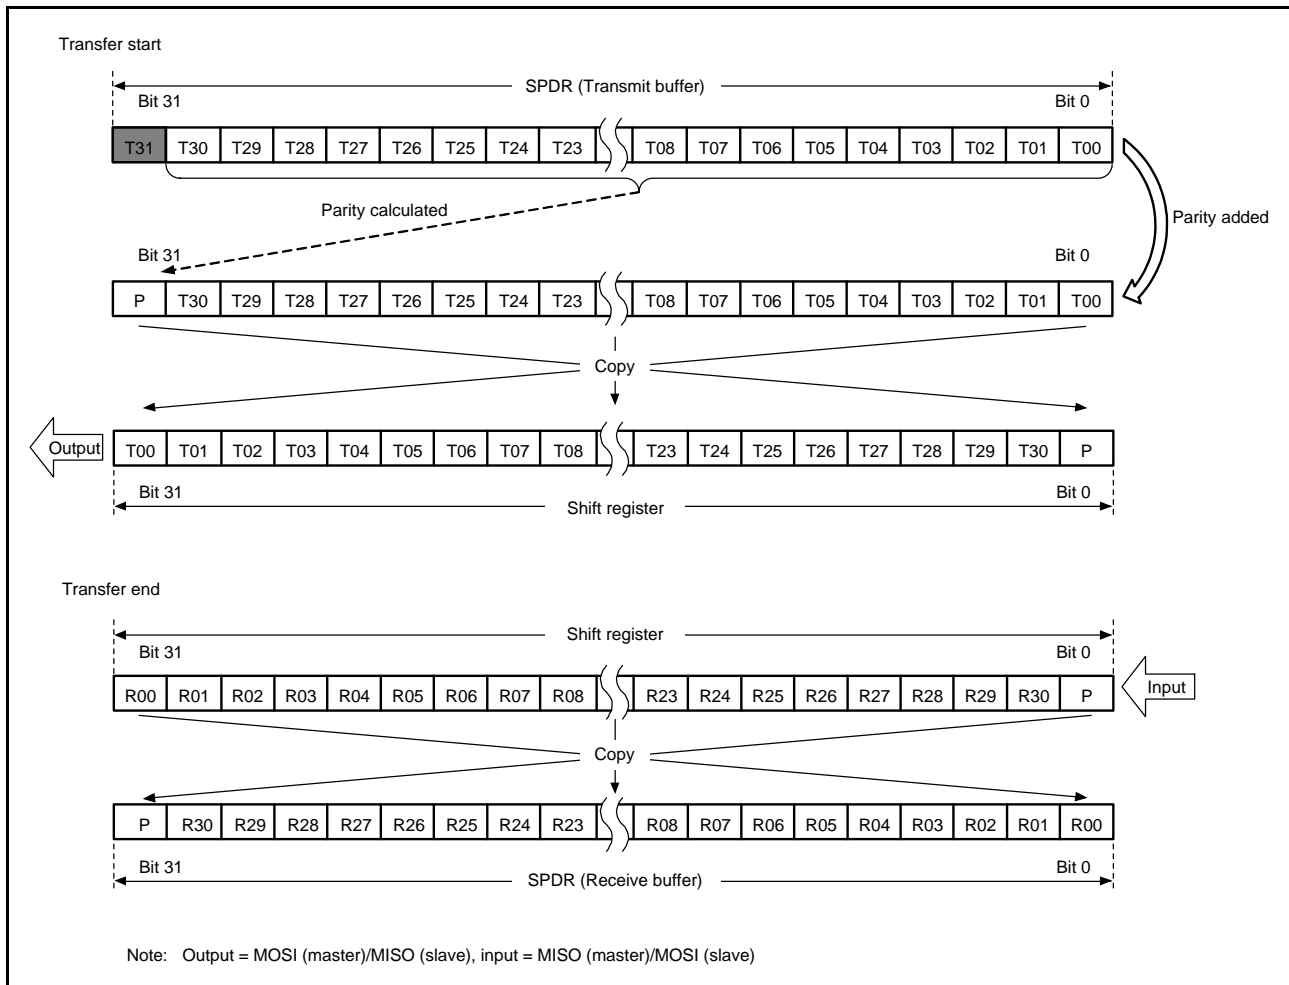 Transfer start
SPDR (Transmit buffer)
Bit 31 Bit 0
T31 T30 T29 T28 T27 T26 T25 T24 T23 T08 T07 T06 T05 T04 T03 T02 T01 T00
Parity calculated
Parity added
Bit 31 Bit 0
P T30 T29 T28 T27 T26 T25 T24 T23 T08 T07 T06 T05 T04 T03 T02 T01 T00
Copy
Output
T00 T01 T02 T03 T04 T05 T06 T07 T08 T23 T24 T25 T26 T27 T28 T29 T30 P
Bit 31 Bit 0
Shift register
Transfer end
Shift register
Bit 31 Bit 0
R00 R01 R02 R03 R04 R05 R06 R07 R08 R23 R24 R25 R26 R27 R28 R29 R30 P
Input
Copy
P R30 R29 R28 R27 R26 R25 R24 R23 R08 R07 R06 R05 R04 R03 R02 R01 R00
Bit 31 Bit 0
SPDR (Receive buffer)
Note: Output = MOSI (master)/MISO (slave), input = MISO (master)/MOSI (slave)